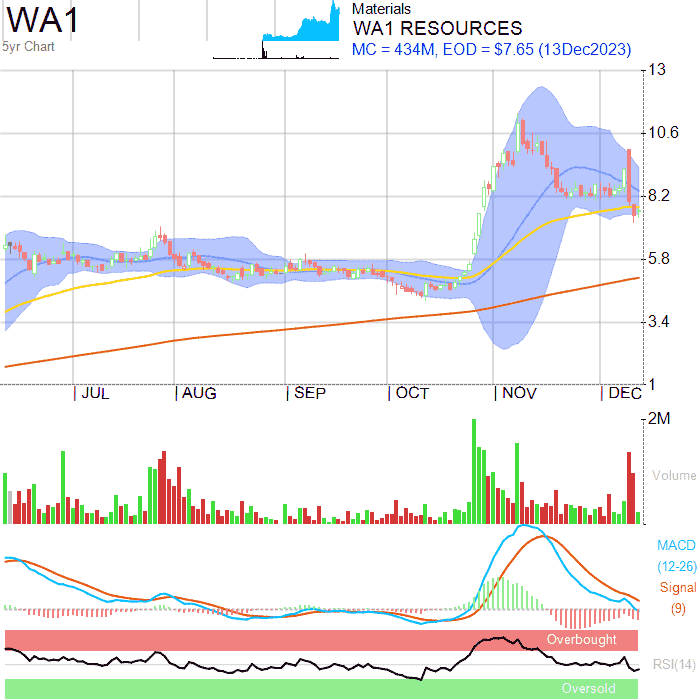 WA1
5yr Chart
Materials
WA1 RESOURCES
MC = 434M, EOD = $7.65 (13Dec2023)
13
10.6
8.2
5.8
3.4
1
JUL AUG SEP OCT NOV DEC
2M
Volume
MACD
(12-26)
Signal
(9)
Overbought
RSI(14)
Oversold